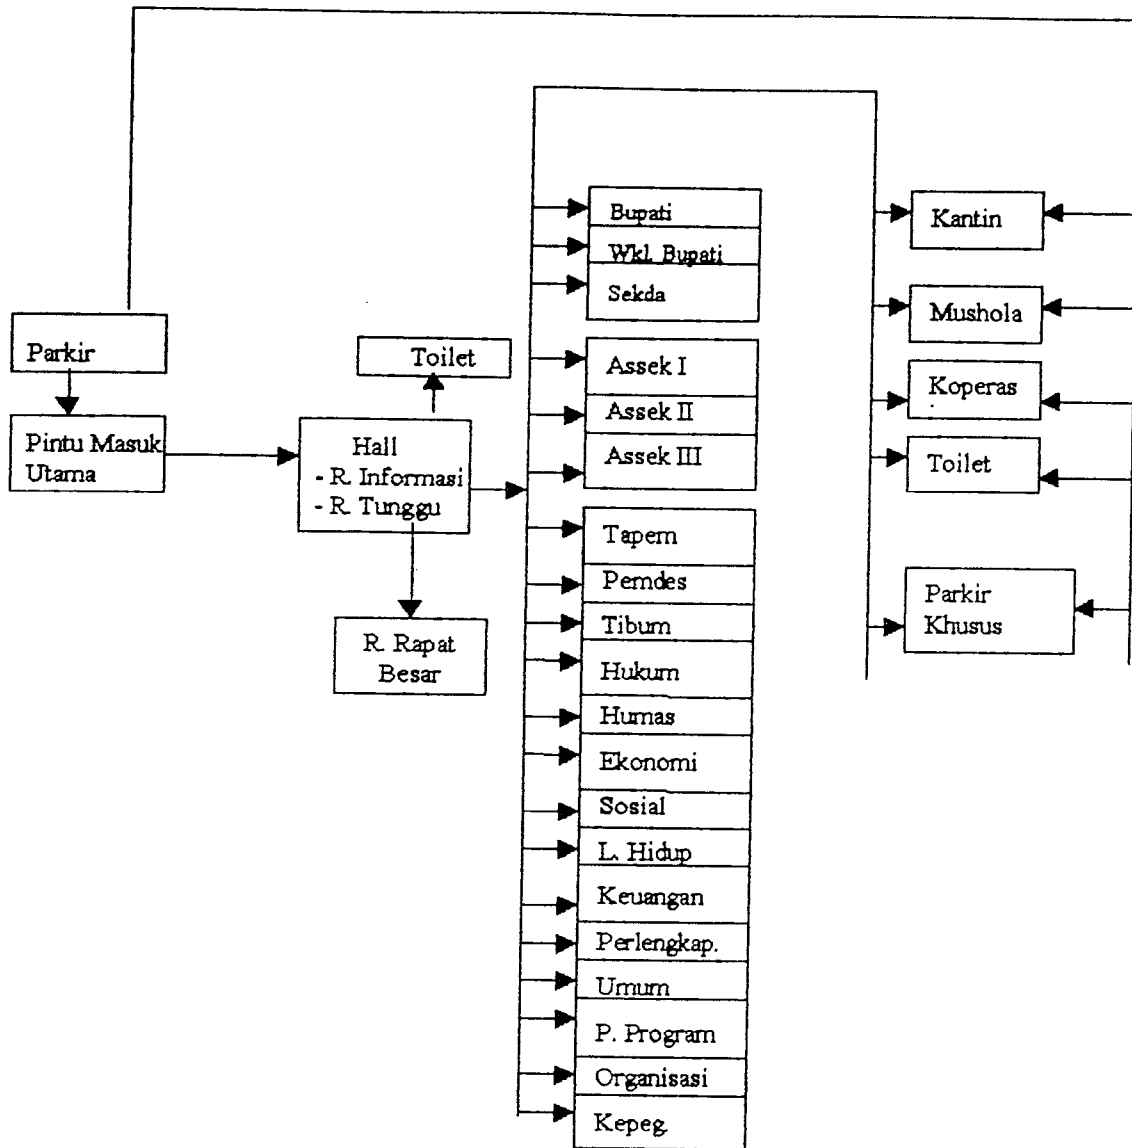 Parkir
Pintu Masuk
Utama
Toilet
Hall
- R. Informasi
- R. Tunggu
R. Rapat
Besar
Bupati
Wkl. Bupati
Sekda
Assek I
Assek II
Assek III
Tapem
Pemdes
Tibum
Hukum
Humas
Ekonomi
Sosial
L. Hidup
Keuangan
Perlengkap.
Umum
P. Program
Organisasi
Kepeg.
Kantin
Mushola
Koperas
Toilet
Parkir
Khusus